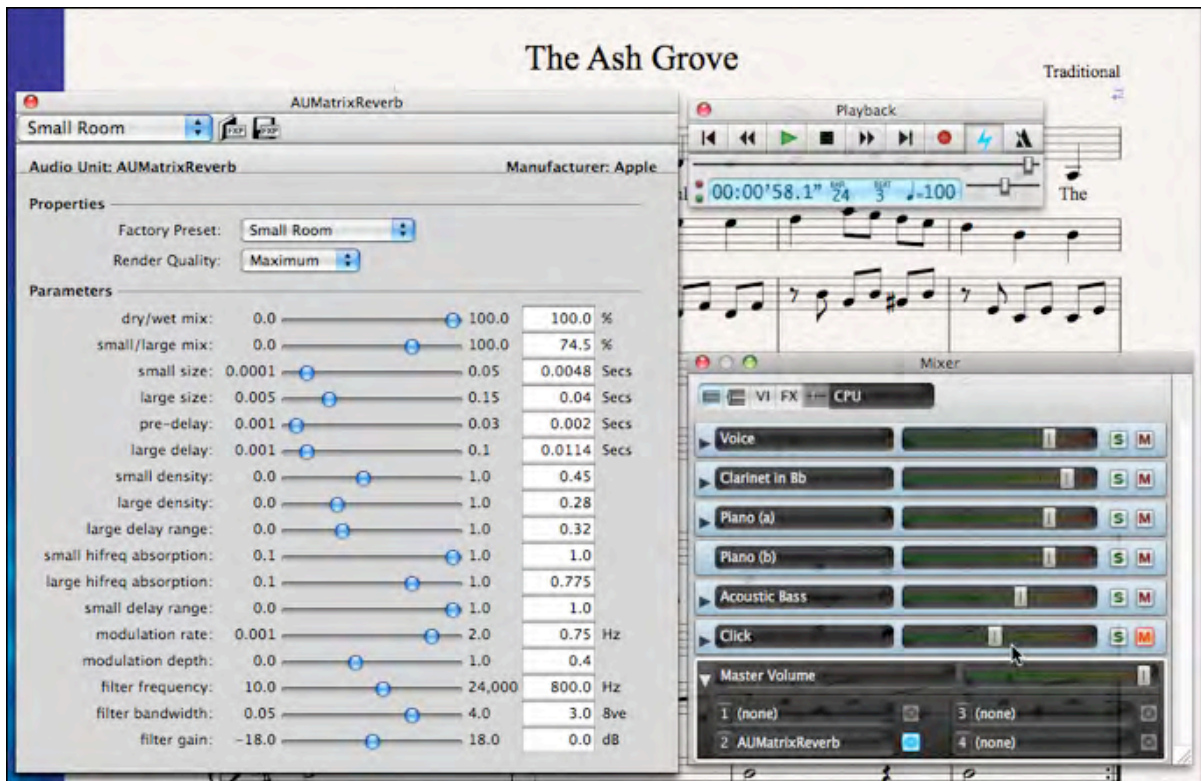 The Ash Grove
Traditional
AUMatrixReverb
Small Room
FXP FXP
Audio Unit: AUMatrixReverb Manufacturer: Apple
Properties
Factory Preset: Small Room
Render Quality: Maximum
Parameters
dry/wet mix: 0.0 100.0 100.0 %
small/large mix: 0.0 100.0 74.5 %
small size: 0.0001 0.05 0.0048 Secs
large size: 0.005 0.15 0.04 Secs
pre-delay: 0.001 0.03 0.002 Secs
large delay: 0.001 0.1 0.0114 Secs
small density: 0.0 1.0 0.45
large density: 0.0 1.0 0.28
large delay range: 0.0 1.0 0.32
small hifreq absorption: 0.1 1.0 1.0
large hifreq absorption: 0.1 1.0 0.775
small delay range: 0.0 1.0 1.0
modulation rate: 0.001 2.0 0.75 Hz
modulation depth: 0.0 1.0 0.4
filter frequency: 10.0 24,000 800.0 Hz
filter bandwidth: 0.05 4.0 3.0 8ve
filter gain: -18.0 18.0 0.0 dB
Playback
00:00'58.1" BAR 24 BEAT 3 ♩=100
The
Mixer
VI FX CPU
Voice S M
Clarinet in Bb S M
Piano (a) S M
Piano (b) S M
Acoustic Bass S M
Click S M
Master Volume
1 (none) 3 (none)
2 AUMatrixReverb 4 (none)